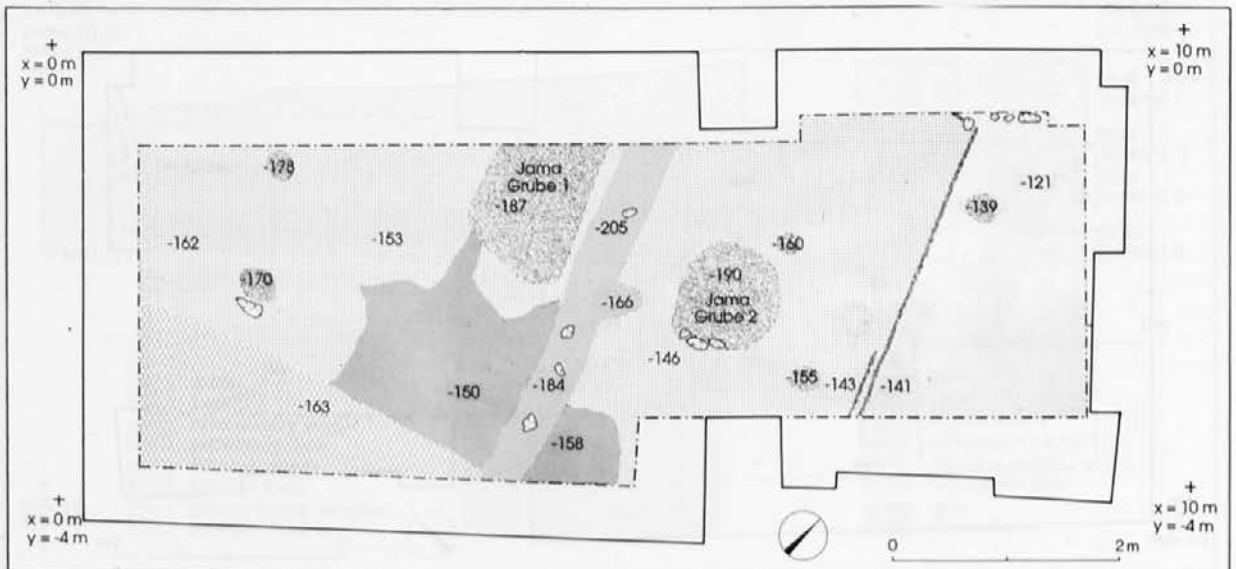 +
x = 0 m
y = 0 m
+
x = 10 m
y = 0 m
-178
Jama
Grube 1
-187
-121
-139
-205
-162
-153
-160
-170
-190
Jama
Grube 2
-166
-146
-155
-143
-141
-184
-150
-163
-158
+
x = 0 m
y = -4 m
+
x = 10 m
y = -4 m
0
2 m